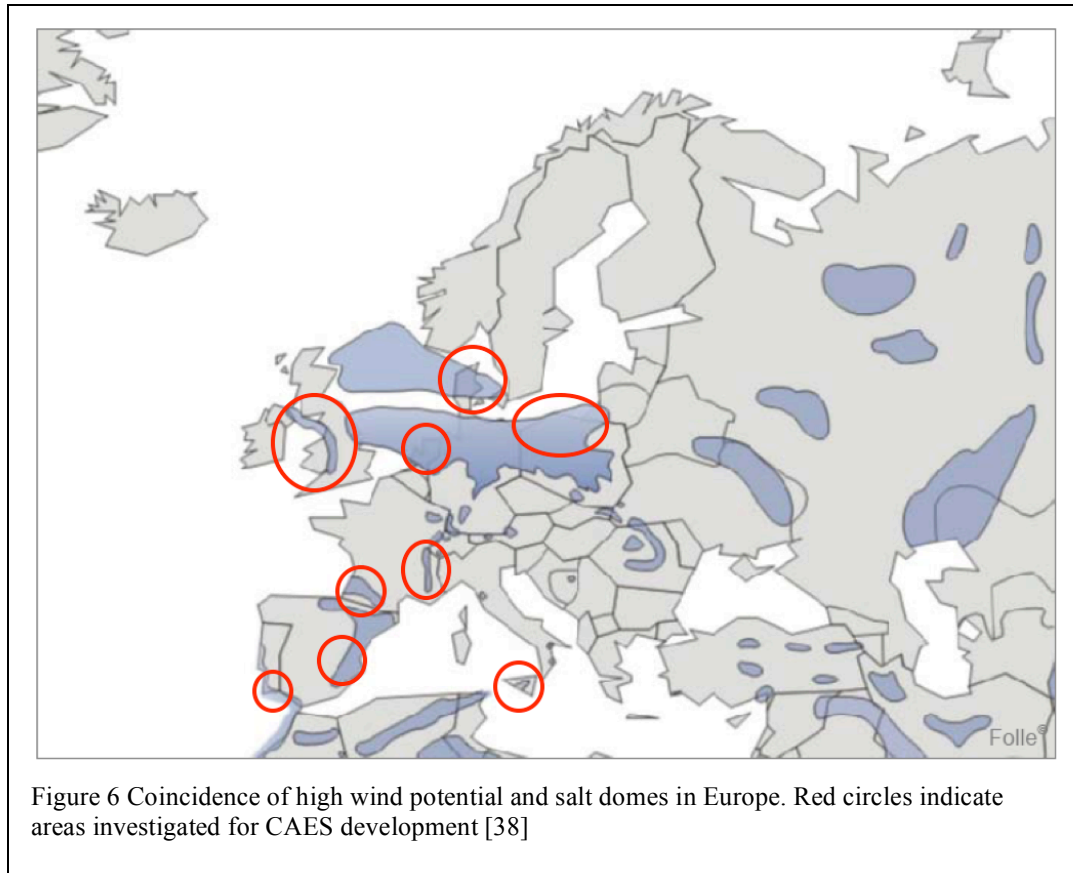 Folle©
Figure 6 Coincidence of high wind potential and salt domes in Europe. Red circles indicate
areas investigated for CAES development [38]